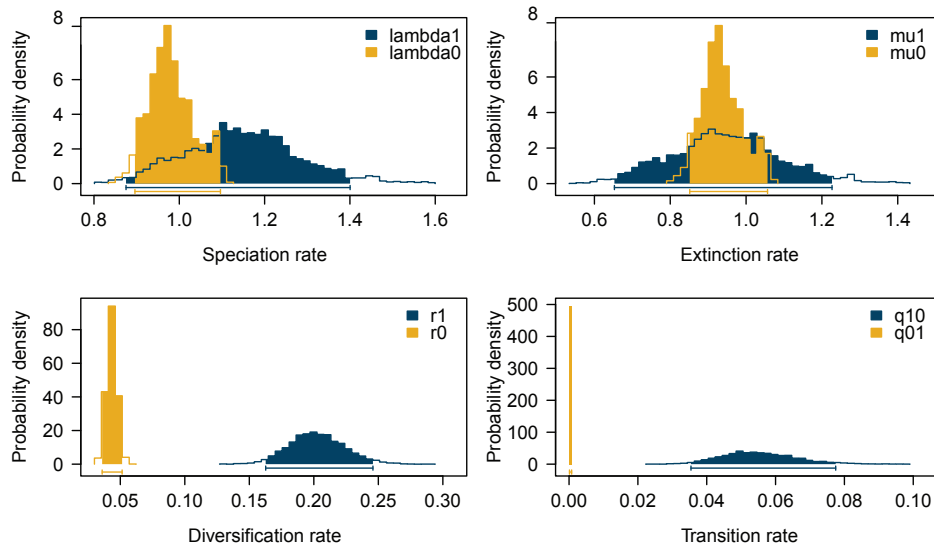 Probability density
8
6
4
2
0
lambda1
lambda0
0.8 1.0 1.2 1.4 1.6
Speciation rate
Probability density
8
6
4
2
0
mu1
mu0
0.6 0.8 1.0 1.2 1.4
Extinction rate
Probability density
80
60
40
20
0
r1
r0
0.05 0.10 0.15 0.20 0.25 0.30
Diversification rate
Probability density
500
400
300
200
100
0
q10
q01
0.00 0.02 0.04 0.06 0.08 0.10
Transition rate